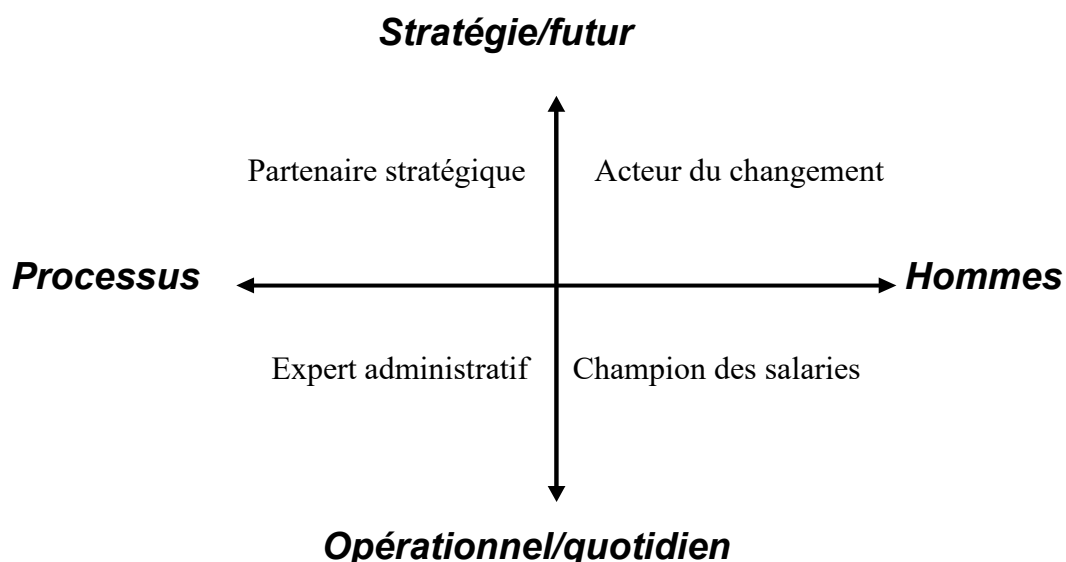 Stratégie/futur
Partenaire stratégique
Acteur du changement
Processus
Hommes
Expert administratif
Champion des salaries
Opérationnel/quotidien